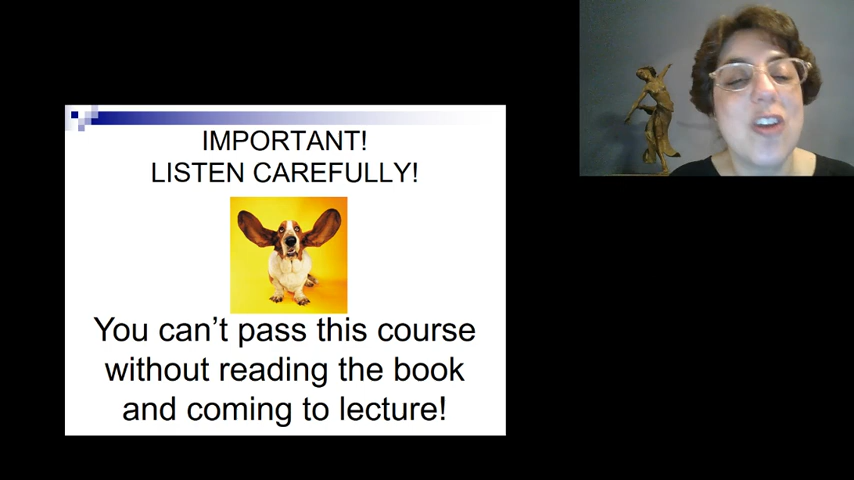 IMPORTANT!
LISTEN CAREFULLY!
You can't pass this course
without reading the book
and coming to lecture!